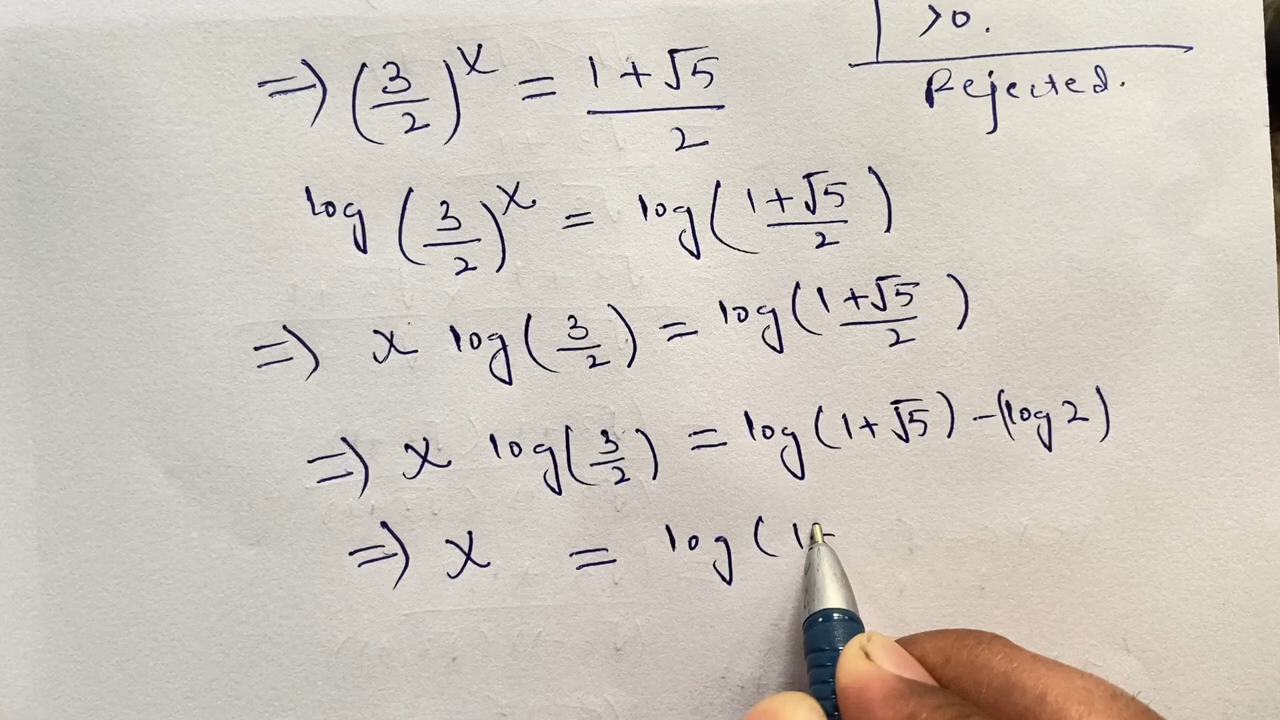 >0.
Rejected.
=> (3/2)^x = (1+√5)/2
log (3/2)^x = log((1+√5)/2)
=> x log(3/2) = log((1+√5)/2)
=> x log(3/2) = log(1+√5) - (log 2)
=> x = log(1+